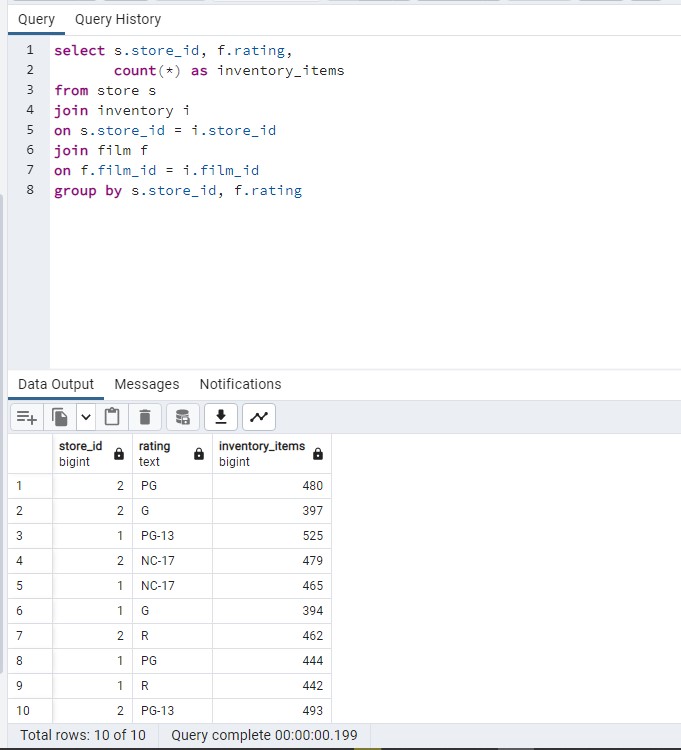 Query Query History
1 select s.store_id, f.rating,
2 count(*) as inventory_items
3 from store s
4 join inventory i
5 on s.store_id = i.store_id
6 join film f
7 on f.film_id = i.film_id
8 group by s.store_id, f.rating
Data Output Messages Notifications
store_id rating inventory_items
bigint text bigint
1 2 PG 480
2 2 G 397
3 1 PG-13 525
4 2 NC-17 479
5 1 NC-17 465
6 1 G 394
7 2 R 462
8 1 PG 444
9 1 R 442
10 2 PG-13 493
Total rows: 10 of 10 Query complete 00:00:00.199